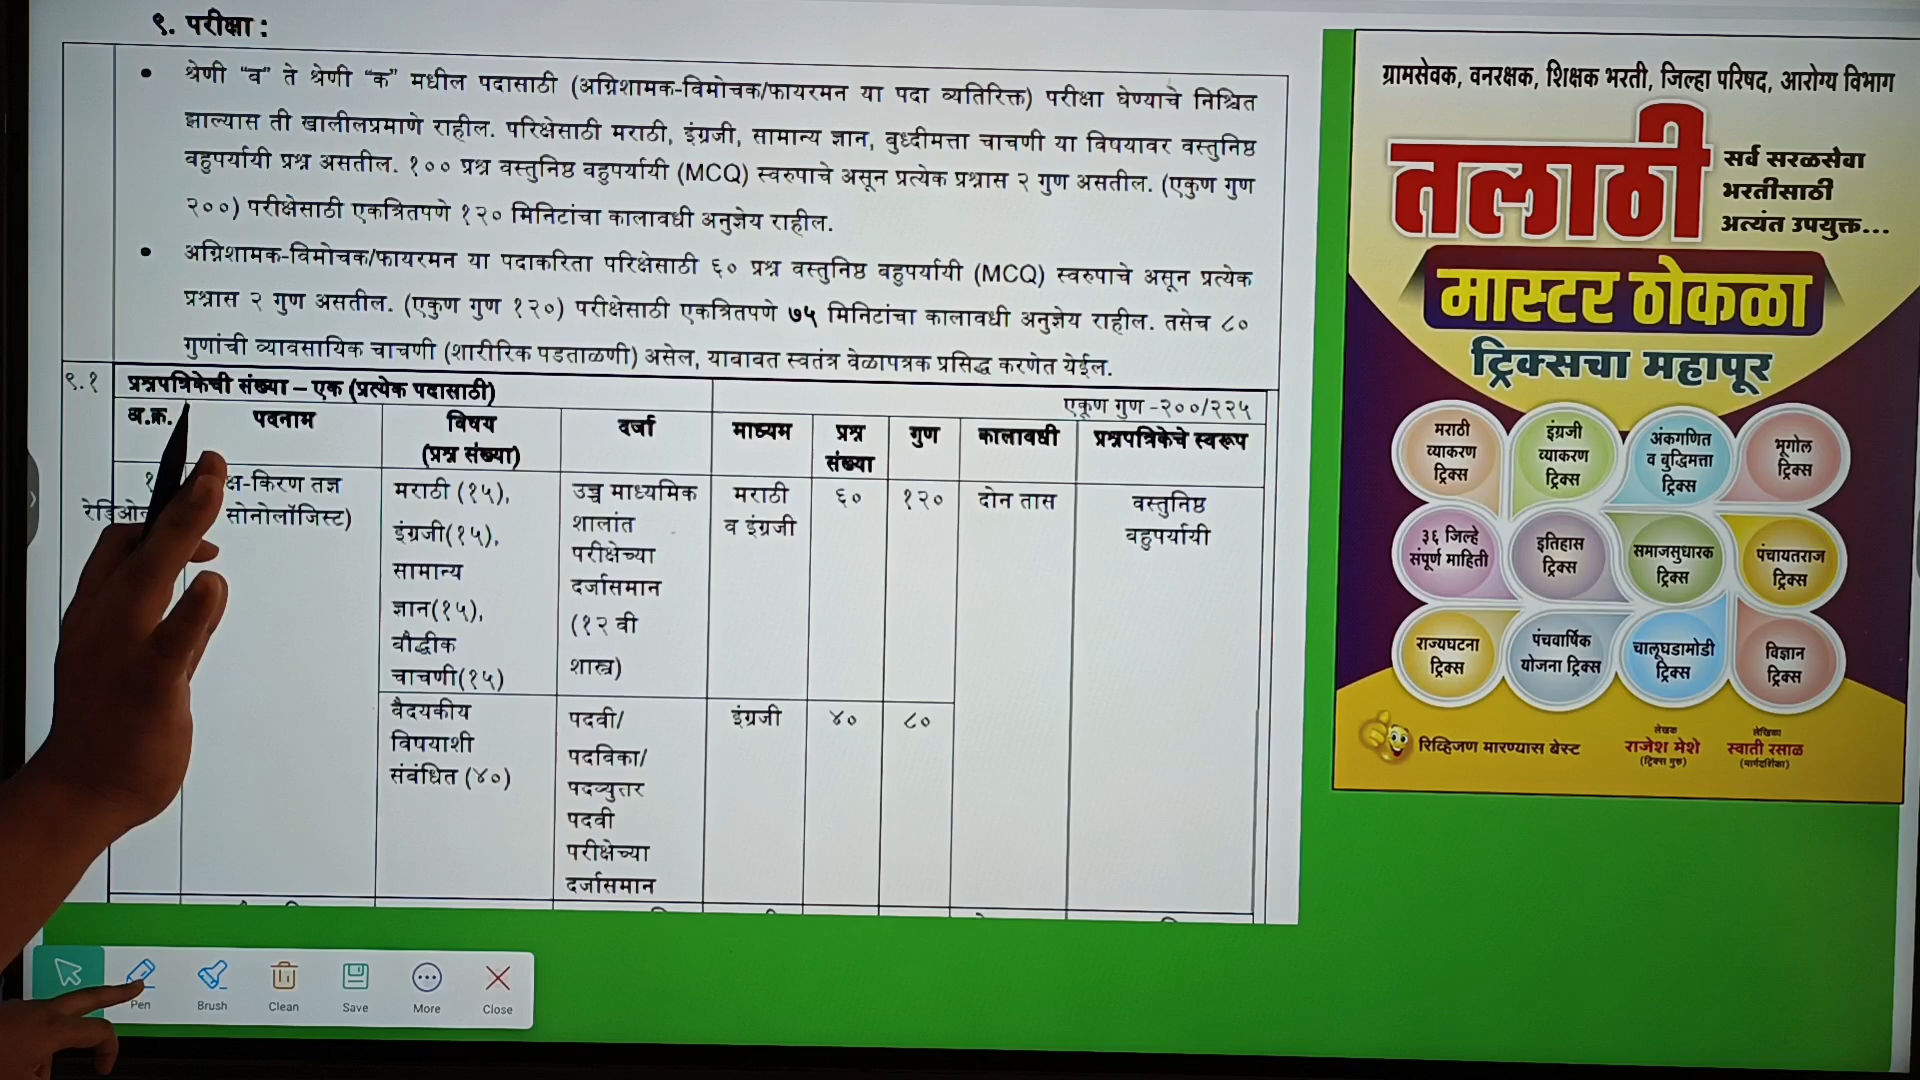 ९. परीक्षा :
श्रेणी “ब” ते श्रेणी “क” मधील पदासाठी (अग्निशामक-विमोचक/फायरमन या पदा व्यतिरिक्त) परीक्षा घेण्याचे निश्चित
झाल्यास ती खालीलप्रमाणे राहील. परिक्षेसाठी मराठी, इंग्रजी, सामान्य ज्ञान, बुध्दीमत्ता चाचणी या विषयावर वस्तुनिष्ठ
बहुपर्यायी प्रश्न असतील. १०० प्रश्न वस्तुनिष्ठ बहुपर्यायी (MCQ) स्वरुपाचे असून प्रत्येक प्रश्नास २ गुण असतील. (एकुण गुण
२००) परीक्षेसाठी एकत्रितपणे १२० मिनिटांचा कालावधी अनुज्ञेय राहील.
अग्निशामक-विमोचक/फायरमन या पदाकरिता परिक्षेसाठी ६० प्रश्न वस्तुनिष्ठ बहुपर्यायी (MCQ) स्वरुपाचे असून प्रत्येक
प्रश्नास २ गुण असतील. (एकुण गुण १२०) परीक्षेसाठी एकत्रितपणे ७५ मिनिटांचा कालावधी अनुज्ञेय राहील. तसेच ८०
गुणांची व्यावसायिक चाचणी (शारीरिक पडताळणी) असेल, याबाबत स्वतंत्र वेळापत्रक प्रसिद्ध करणेत येईल.
९.१ प्रश्नपत्रिकेची संख्या – एक (प्रत्येक पदासाठी)
एकूण गुण -२००/२२५
अ.क्र. पदनाम विषय (प्रश्न संख्या) दर्जा माध्यम प्रश्न संख्या गुण कालावधी प्रश्नपत्रिकेचे स्वरूप
१
क्ष-किरण तज्ञ
सोनोलॉजिस्ट)
मराठी (१५),
इंग्रजी(१५),
सामान्य
ज्ञान(१५),
बौद्धीक
चाचणी(१५)
उच्च माध्यमिक
शालांत
परीक्षेच्या
दर्जासमान
(१२ वी
शास्त्र)
मराठी
व इंग्रजी
६०
१२०
दोन तास
वस्तुनिष्ठ
बहुपर्यायी
वैदयकीय
विषयाशी
संबंधित (४०)
पदवी/
पदविका/
पदव्युत्तर
पदवी
परीक्षेच्या
दर्जासमान
इंग्रजी
४०
८०
Pen
Brush
Clean
Save
More
Close
ग्रामसेवक, वनरक्षक, शिक्षक भरती, जिल्हा परिषद, आरोग्य विभाग
तलाठी
सर्व सरळसेवा
भरतीसाठी
अत्यंत उपयुक्त...
मास्टर ठोकळा
ट्रिक्सचा महापूर
मराठी
व्याकरण
ट्रिक्स
इंग्रजी
व्याकरण
ट्रिक्स
अंकगणित
व बुद्धिमत्ता
ट्रिक्स
भूगोल
ट्रिक्स
३६ जिल्हे
संपूर्ण माहिती
इतिहास
ट्रिक्स
समाजसुधारक
ट्रिक्स
पंचायतराज
ट्रिक्स
राज्यघटना
ट्रिक्स
पंचवार्षिक
योजना ट्रिक्स
चालूघडामोडी
ट्रिक्स
विज्ञान
ट्रिक्स
रिव्हिजण मारण्यास बेस्ट
लेखक
राजेश मेशे
(ट्रिक्स गुरु)
लेखिका
स्वाती रसाळ
(मार्गदर्शिका)